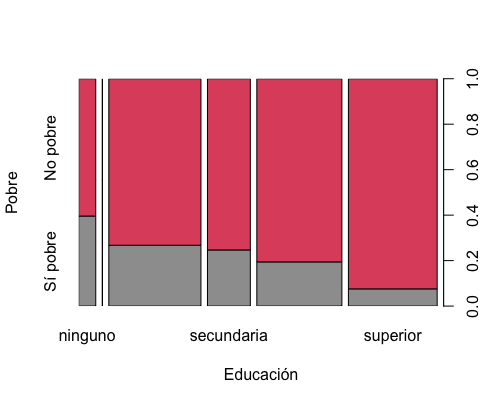 No pobre
Sí pobre
Pobre
1.0
0.8
0.6
0.4
0.2
0.0
ninguno
secundaria
superior
Educación